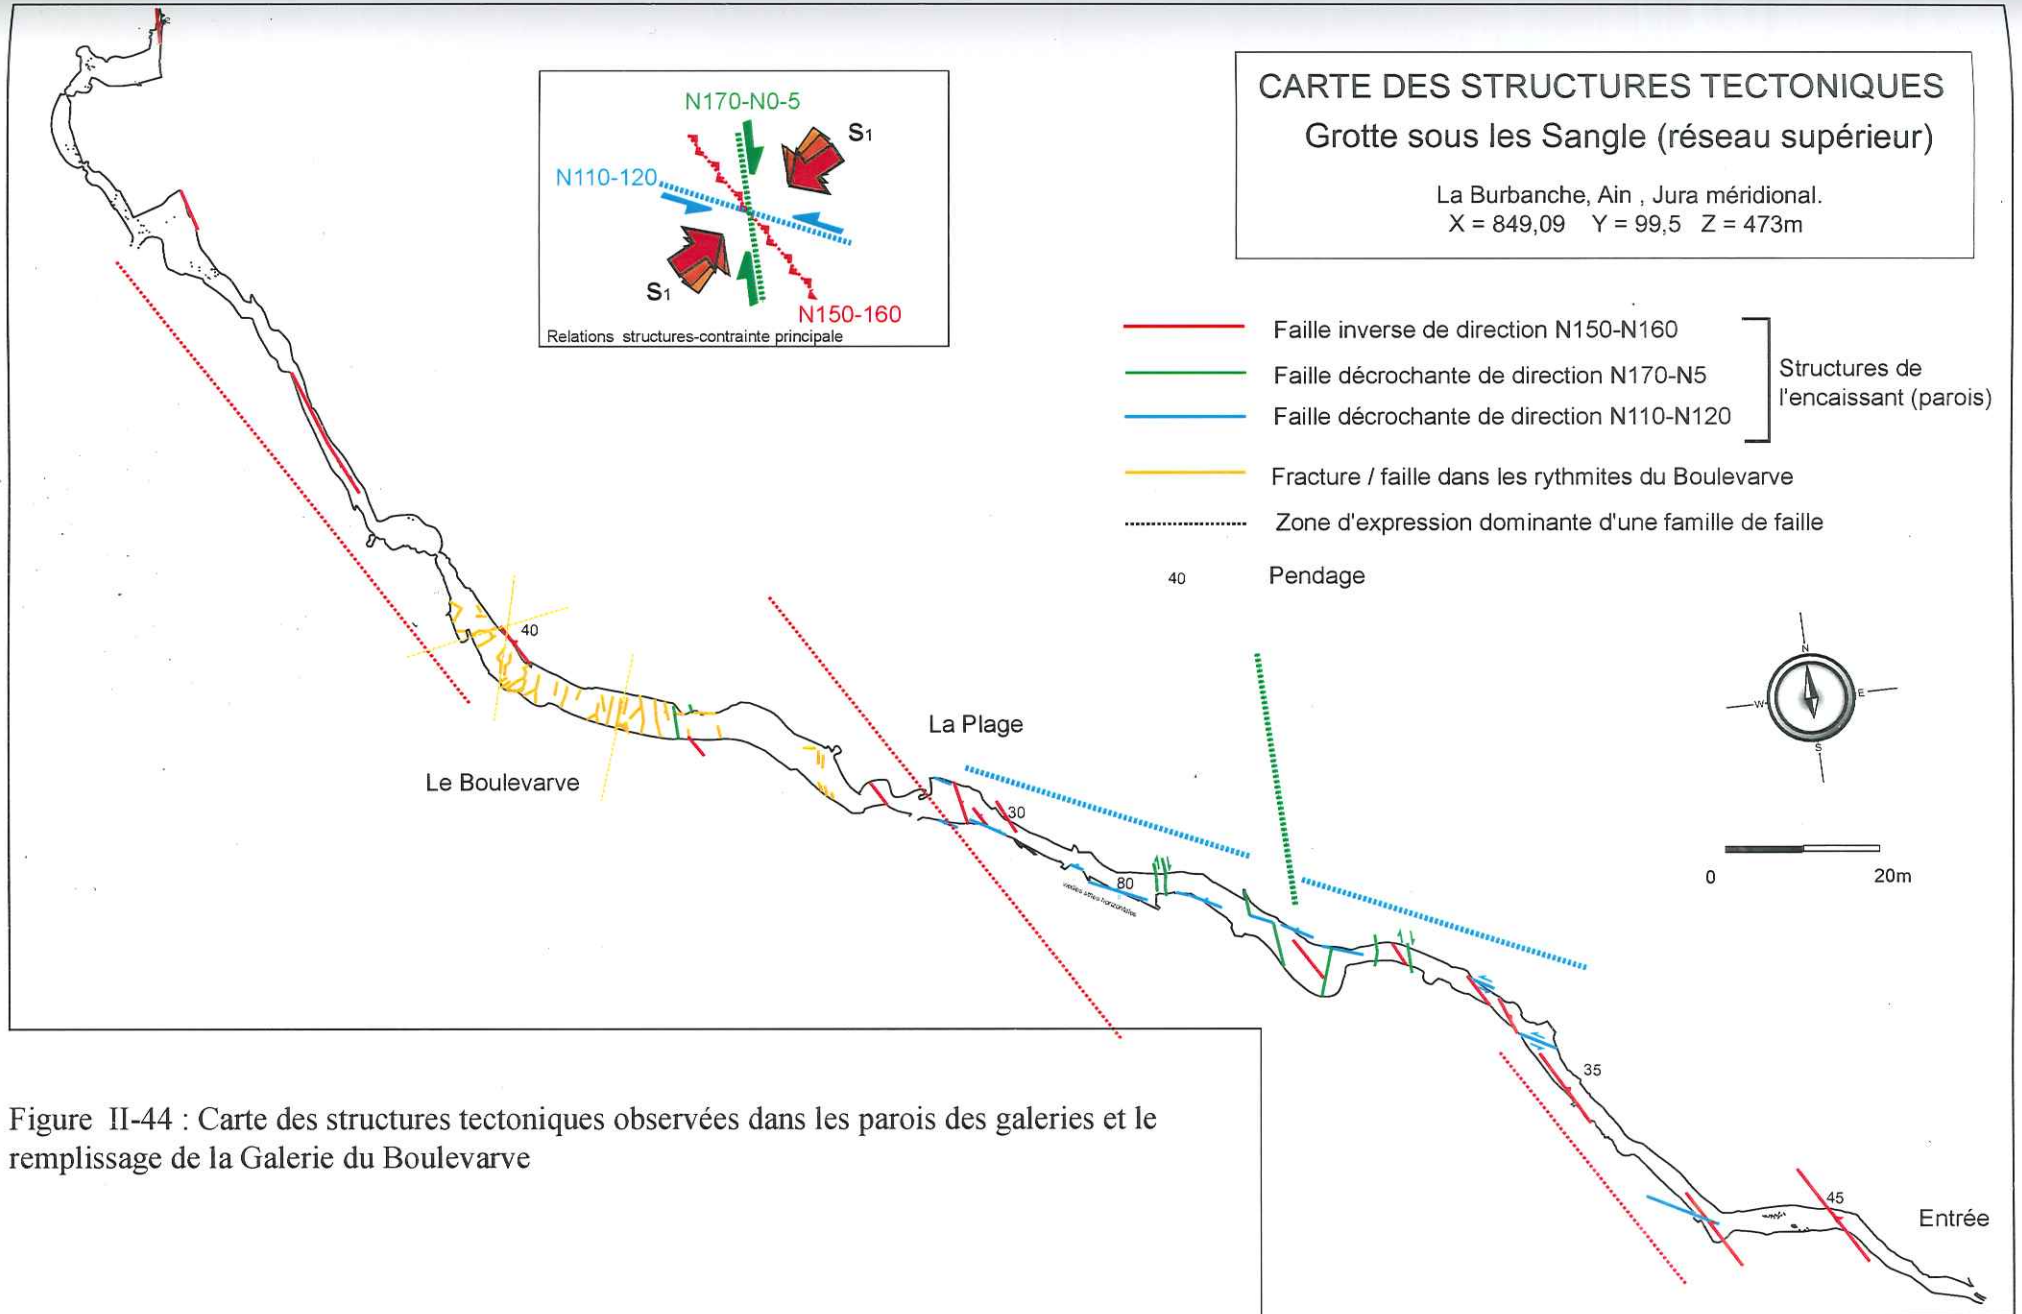 CARTE DES STRUCTURES TECTONIQUES
Grotte sous les Sangle (réseau supérieur)
La Burbanche, Ain , Jura méridional.
X = 849,09 Y = 99,5 Z = 473m
N170-N0-5
S1
N110-120
S1
N150-160
Relations structures-contrainte principale
Faille inverse de direction N150-N160
Faille décrochante de direction N170-N5
Faille décrochante de direction N110-N120
Structures de
l'encaissant (parois)
Fracture / faille dans les rythmites du Boulevarve
Zone d'expression dominante d'une famille de faille
40 Pendage
N
W
E
S
0 20m
40
Le Boulevarve
La Plage
30
80
stries horizontales
35
45
Entrée
Figure II-44 : Carte des structures tectoniques observées dans les parois des galeries et le
remplissage de la Galerie du Boulevarve